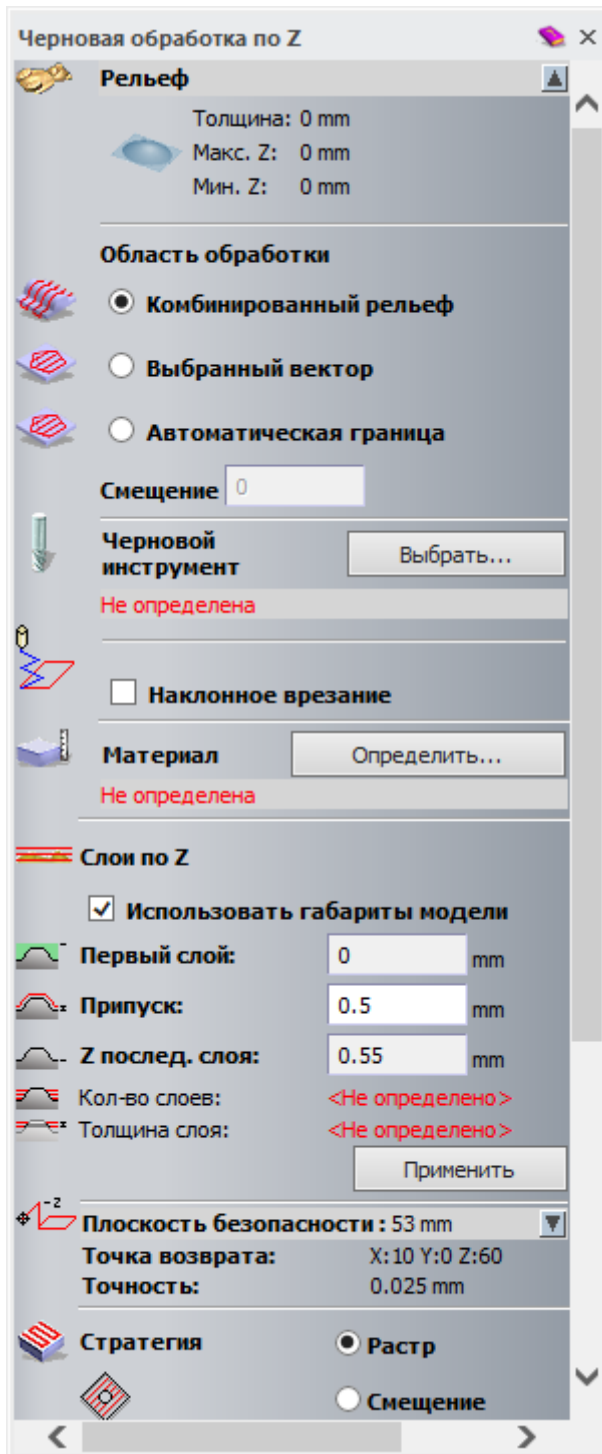 Черновая обработка по Z
Рельеф
Толщина: 0 mm
Макс. Z: 0 mm
Мин. Z: 0 mm
Область обработки
Комбинированный рельеф
Выбранный вектор
Автоматическая граница
Смещение 0
Черновой
инструмент
Выбрать...
Не определена
Наклонное врезание
Материал Определить...
Не определена
Слои по Z
Использовать габариты модели
Первый слой: 0 mm
Припуск: 0.5 mm
Z послед. слоя: 0.55 mm
Кол-во слоев: <Не определено>
Толщина слоя: <Не определено>
Применить
Плоскость безопасности : 53 mm
Точка возврата: X:10 Y:0 Z:60
Точность: 0.025 mm
Стратегия Растр
Смещение